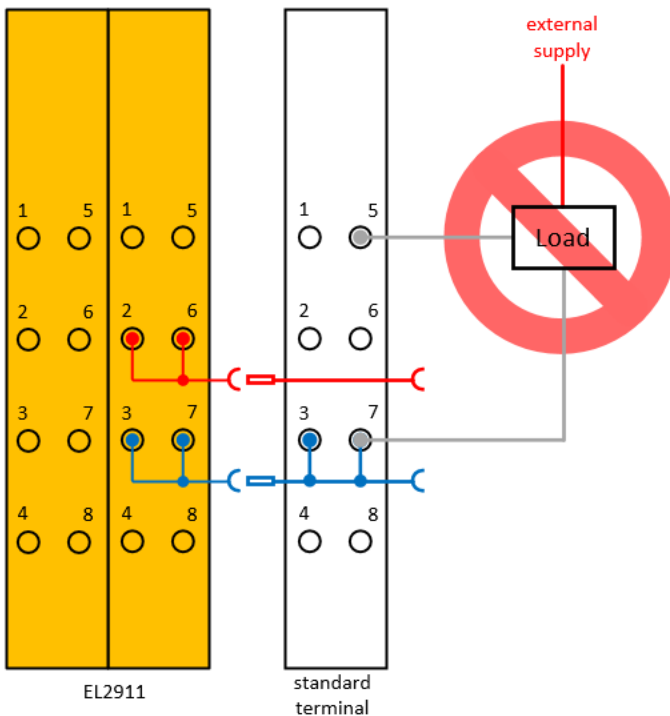 external
supply
1 5 1 5 1 5
Load
2 6 2 6 2 6
3 7 3 7 3 7
4 8 4 8 4 8
EL2911
standard
terminal